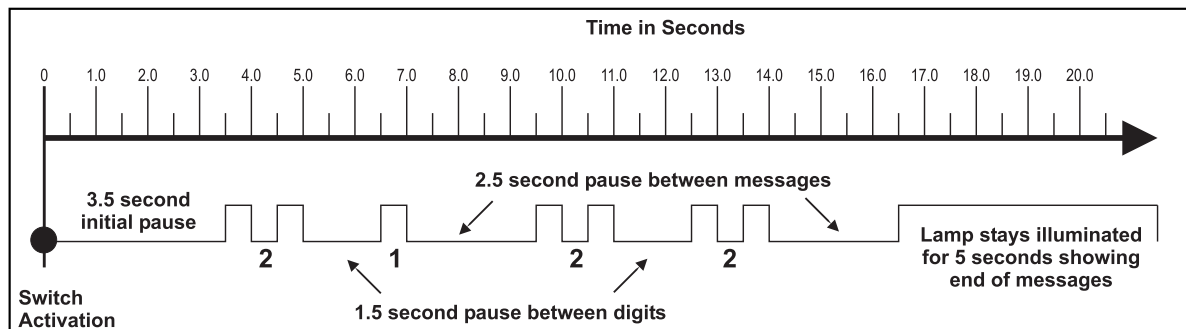 Time in Seconds
0 1.0 2.0 3.0 4.0 5.0 6.0 7.0 8.0 9.0 10.0 11.0 12.0 13.0 14.0 15.0 16.0 17.0 18.0 19.0 20.0
3.5 second
initial pause
2.5 second pause between messages
2 1 2 2
Lamp stays illuminated
for 5 seconds showing
end of messages
1.5 second pause between digits
Switch
Activation